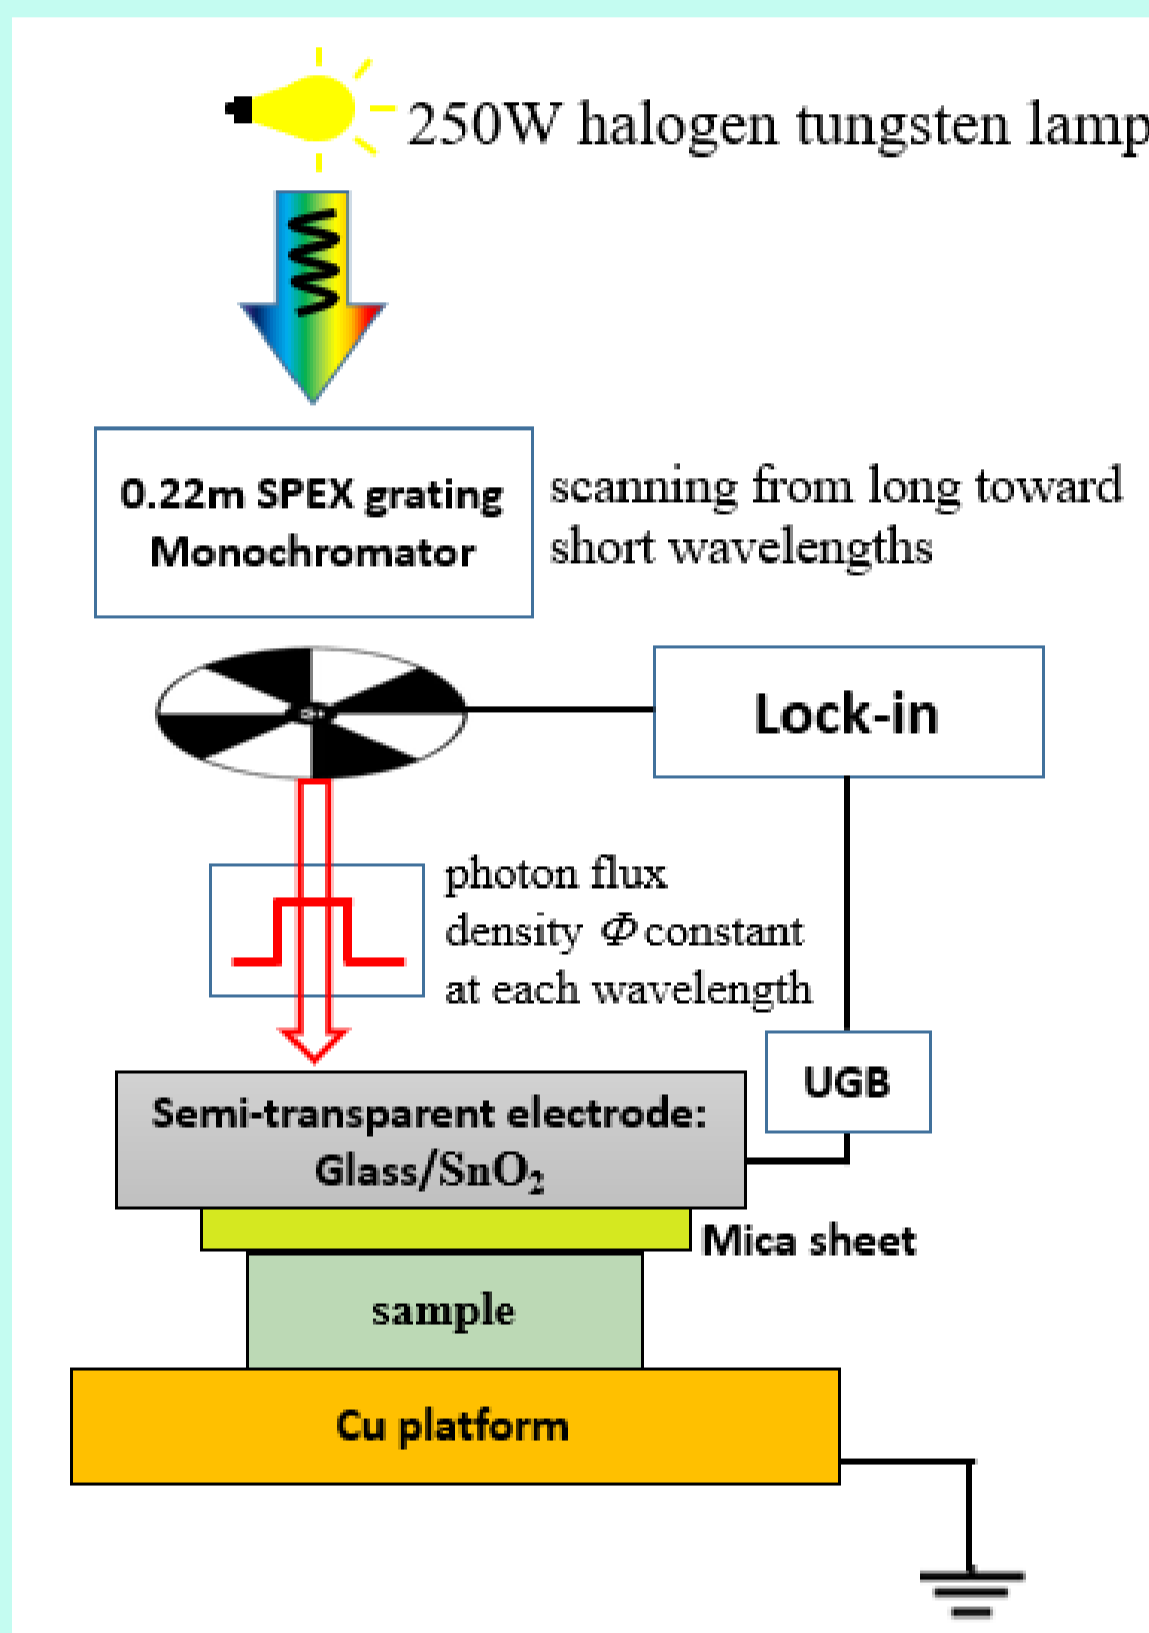 250W halogen tungsten lamp
0.22m SPEX grating
Monochromator
scanning from long toward
short wavelengths
Lock-in
photon flux
density Φ constant
at each wavelength
UGB
Semi-transparent electrode:
Glass/SnO₂
Mica sheet
sample
Cu platform